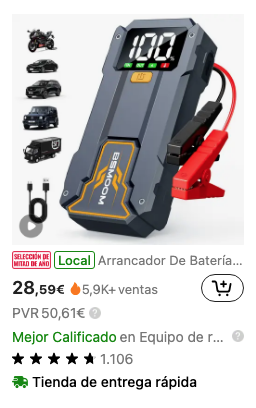 100
BSMOOM
SELECCIÓN DE
MITAD DE AÑO
Local Arrancador De Batería...
28,59€ 5,9K+ ventas
PVR 50,61€ ?
Mejor Calificado en Equipo de r... ?
1.106
Tienda de entrega rápida